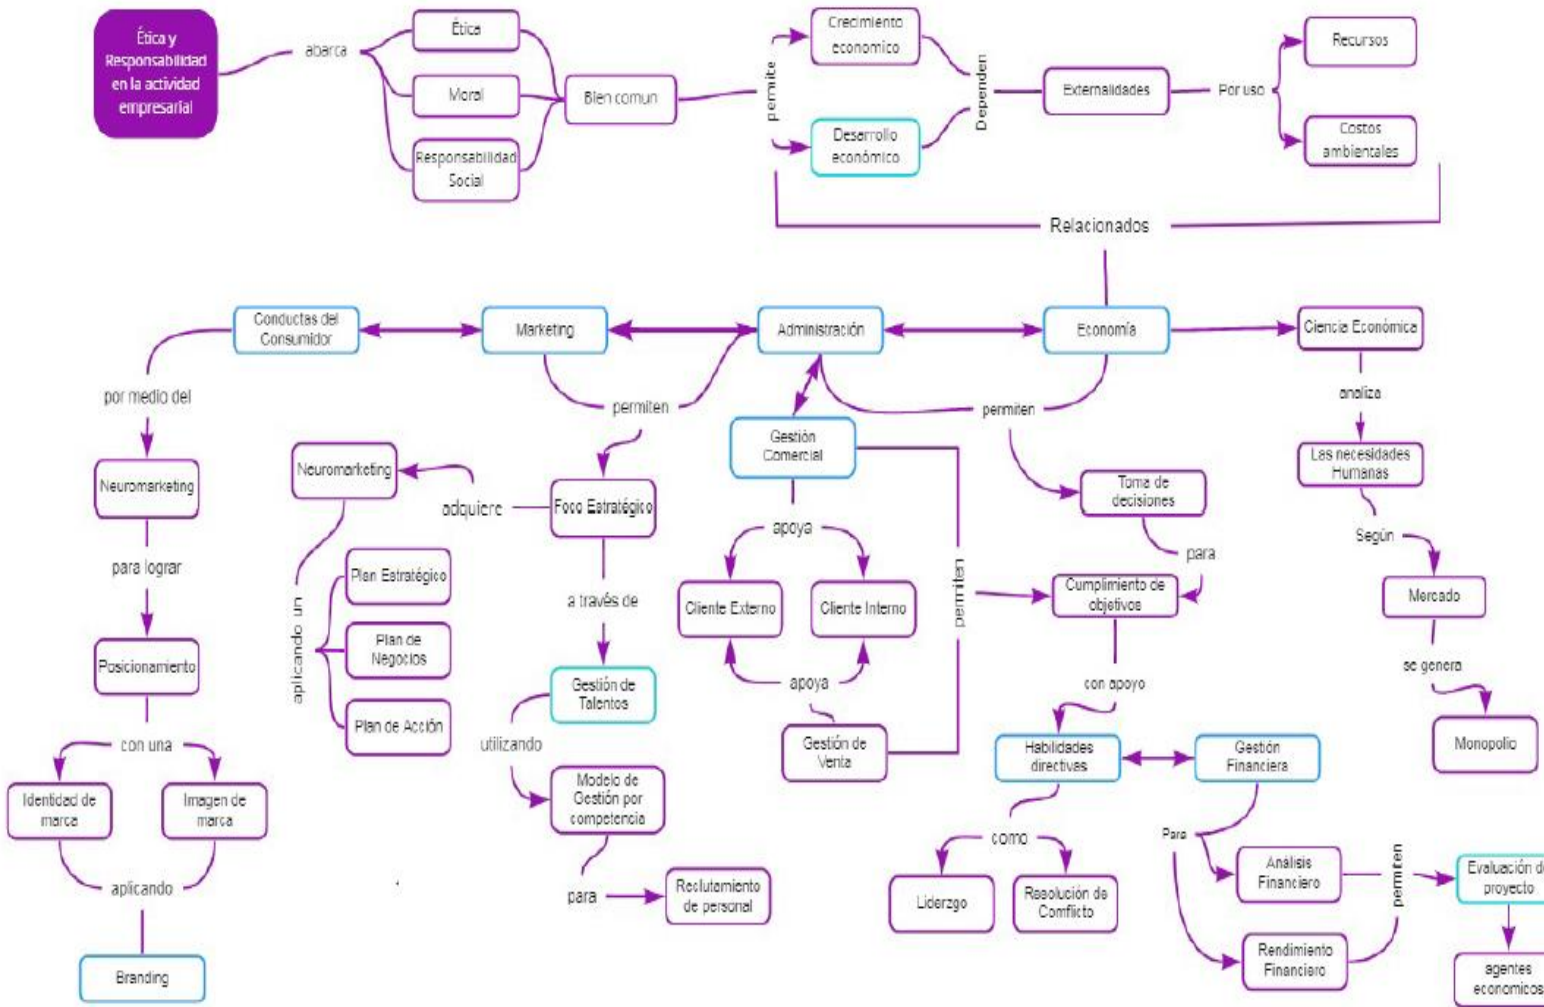 Ética y
Responsabilidad
en la actividad
empresarial
abarca
Ética
Moral
Responsabilidad
Social
Bien comun
permite
Crecimiento
economico
Desarrollo
económico
Dependen
Externalidades
Por uso
Recursos
Costos
ambientales
Relacionados
Conductas del
Consumidor
Marketing
Administración
Economía
Ciencia Económica
por medio del
Neuromarketing
para lograr
Posicionamiento
con una
Identidad de
marca
Imagen de
marca
aplicando
Branding
permiten
Neuromarketing
adquiere
Foco Estratégico
aplicando un
Plan Estratégico
Plan de
Negocios
Plan de Acción
a través de
Gestión de
Talentos
utilizando
Modelo de
Gestión por
competencia
para
Reclutamiento
de personal
Gestión
Comercial
apoya
Cliente Externo
Cliente Interno
apoya
Gestión de
Venta
permiten
permiten
Toma de
decisiones
para
Cumplimiento de
objetivos
con apoyo
Habilidades
directivas
Gestión
Financiera
como
Liderzgo
Resolución de
Comflicto
Para
Análisis
Financiero
Rendimiento
Financiero
permiten
Evaluación de
proyecto
agentes
economicos
analiza
Las necesidades
Humanas
Según
Mercado
se genera
Monopolio